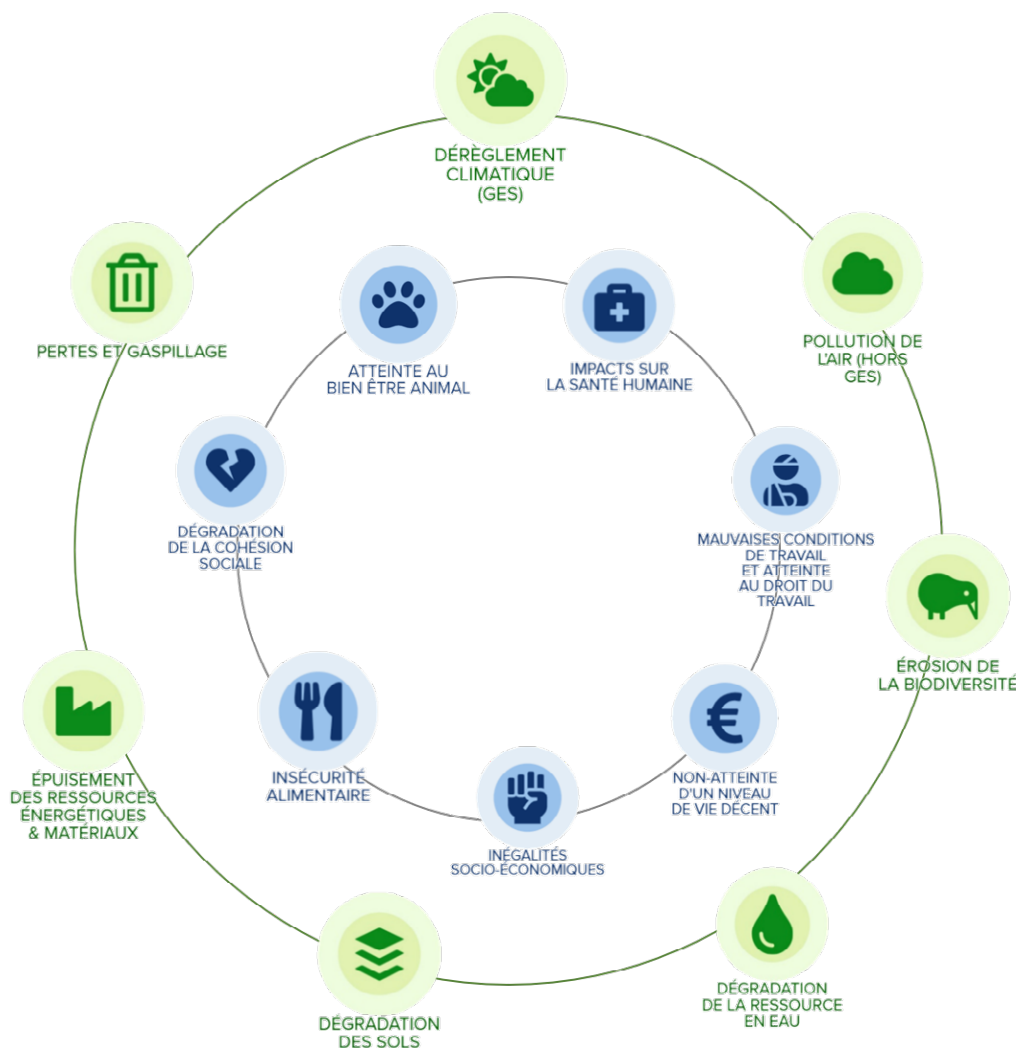 DÉRÈGLEMENT
CLIMATIQUE
(GES)
POLLUTION DE
L'AIR (HORS
GES)
PERTES ET GASPILLAGE
ATTEINTE AU
BIEN ÊTRE ANIMAL
IMPACTS SUR
LA SANTÉ HUMAINE
DÉGRADATION
DE LA COHÉSION
SOCIALE
MAUVAISES CONDITIONS
DE TRAVAIL
ET ATTEINTE
AU DROIT DU
TRAVAIL
ÉROSION DE
LA BIODIVERSITÉ
INSÉCURITÉ
ALIMENTAIRE
NON-ATTEINTE
D'UN NIVEAU
DE VIE DÉCENT
ÉPUISEMENT
DES RESSOURCES
ÉNERGÉTIQUES
& MATÉRIAUX
INÉGALITÉS
SOCIO-ÉCONOMIQUES
DÉGRADATION
DE LA RESSOURCE
EN EAU
DÉGRADATION
DES SOLS